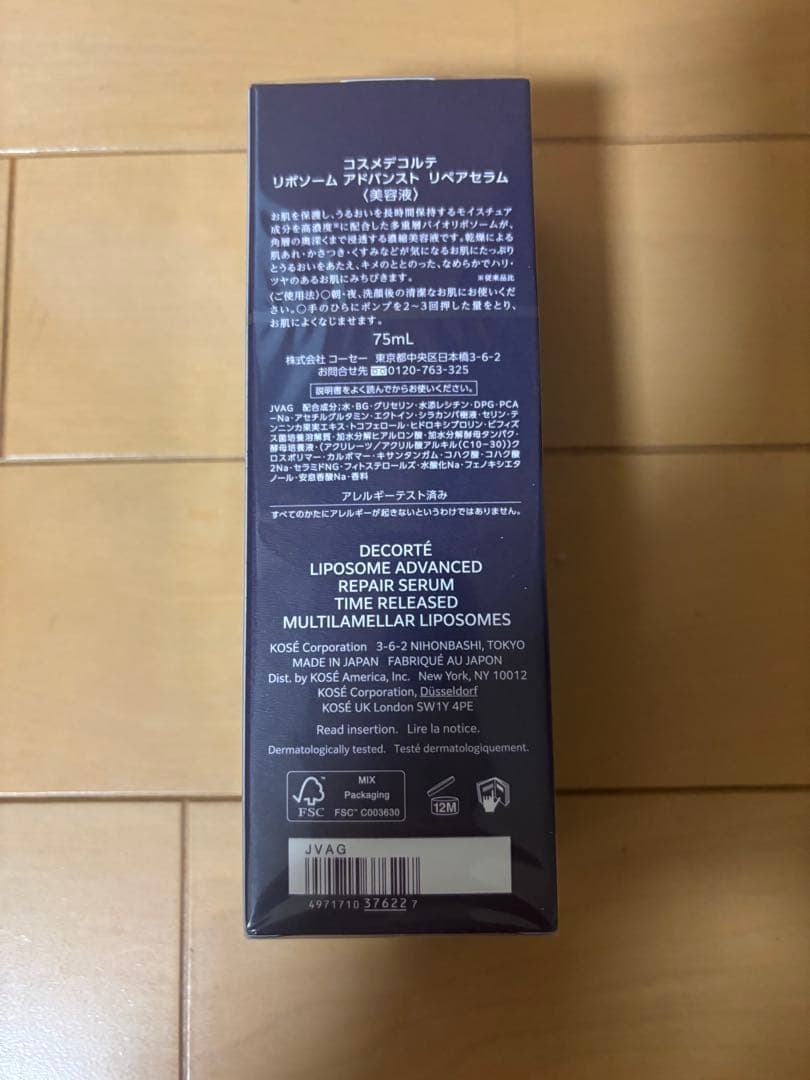 コスメデコルテ
リポソーム アドバンスト リペアセラム
〈美容液〉
お肌を保護し、うるおいを長時間保持するモイスチュア
成分を高濃度※に配合した多重層バイオリポソームが、
角層の奥深くまで浸透する濃縮美容液です。乾燥による
肌あれ・かさつき・くすみなどが気になるお肌にたっぷり
とうるおいをあたえ、キメのととのった、なめらかでハリ・
ツヤのあるお肌にみちびきます。 ※従来品比
〈ご使用法〉○朝・夜、洗顔後の清潔なお肌にお使いくだ
さい。○手のひらにポンプを2~3回押した量をとり、
お肌によくなじませます。
75mL
株式会社 コーセー 東京都中央区日本橋3-6-2
お問合せ先 0120-763-325
説明書をよく読んでからお使いください。
JVAG 配合成分；水・BG・グリセリン・水添レシチン・DPG・PCA
ーNa・アセチルグルタミン・エクトイン・シラカンバ樹液・セリン・テ
ンニンカ果実エキス・トコフェロール・ヒドロキシプロリン・ビフィズ
ス菌培養溶解質・加水分解ヒアルロン酸・加水分解酵母タンパク・
酵母培養液・(アクリレーツ/アクリル酸アルキル(C10-30))ク
ロスポリマー・カルボマー・キサンタンガム・コハク酸・コハク酸
2Na・セラミドNG・フィトステロールズ・水酸化Na・フェノキシエタ
ノール・安息香酸Na・香料
アレルギーテスト済み
すべてのかたにアレルギーが起きないというわけではありません。
DECORTÉ
LIPOSOME ADVANCED
REPAIR SERUM
TIME RELEASED
MULTILAMELLAR LIPOSOMES
KOSÉ Corporation 3-6-2 NIHONBASHI, TOKYO
MADE IN JAPAN FABRIQUÉ AU JAPON
Dist. by KOSÉ America, Inc. New York, NY 10012
KOSÉ Corporation, Düsseldorf
KOSÉ UK London SW1Y 4PE
Read insertion. Lire la notice.
Dermatologically tested. Testé dermatologiquement.
FSC
MIX
Packaging
FSC™ C003630
12M
JVAG
4971710 37622 7